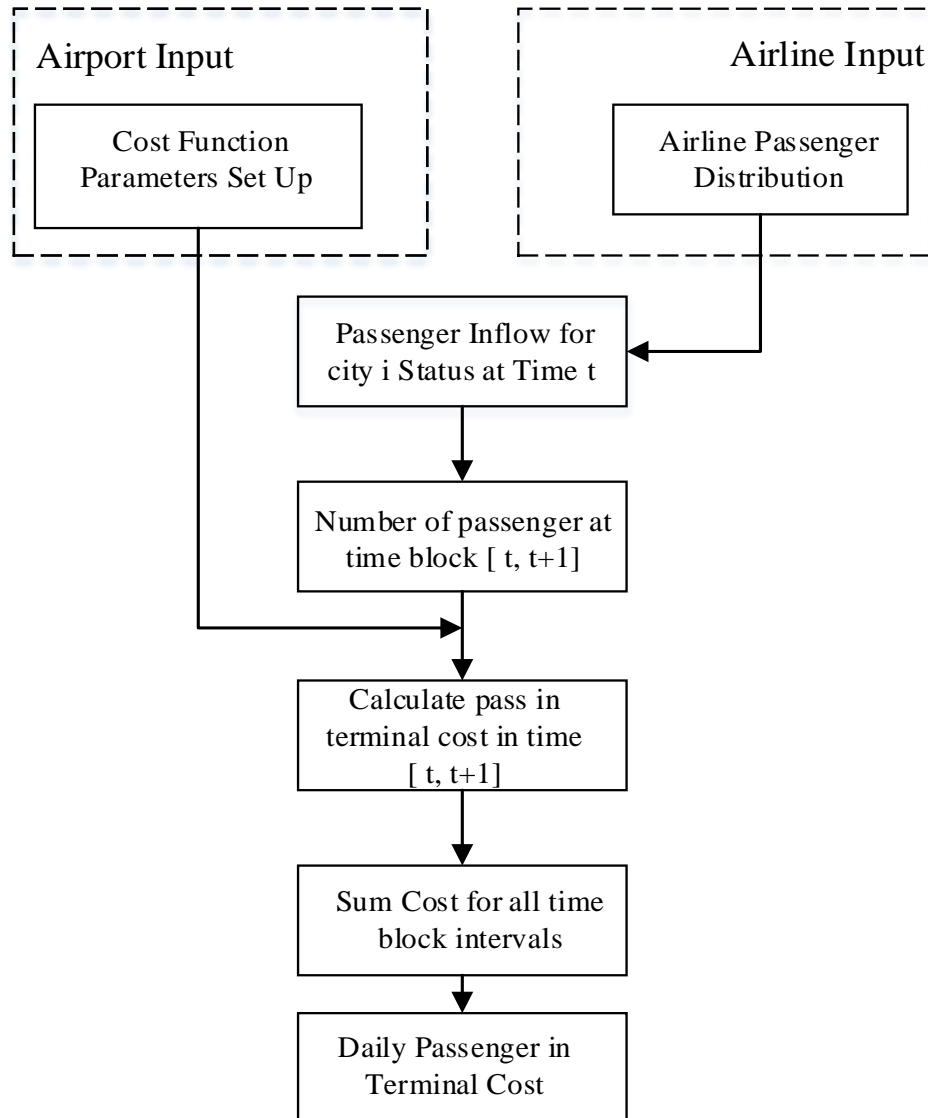 Airport Input
Airline Input
Cost Function
Parameters Set Up
Airline Passenger
Distribution
Passenger Inflow for
city i Status at Time t
Number of passenger at
time block [ t, t+1]
Calculate pass in
terminal cost in time
[ t, t+1]
Sum Cost for all time
block intervals
Daily Passenger in
Terminal Cost